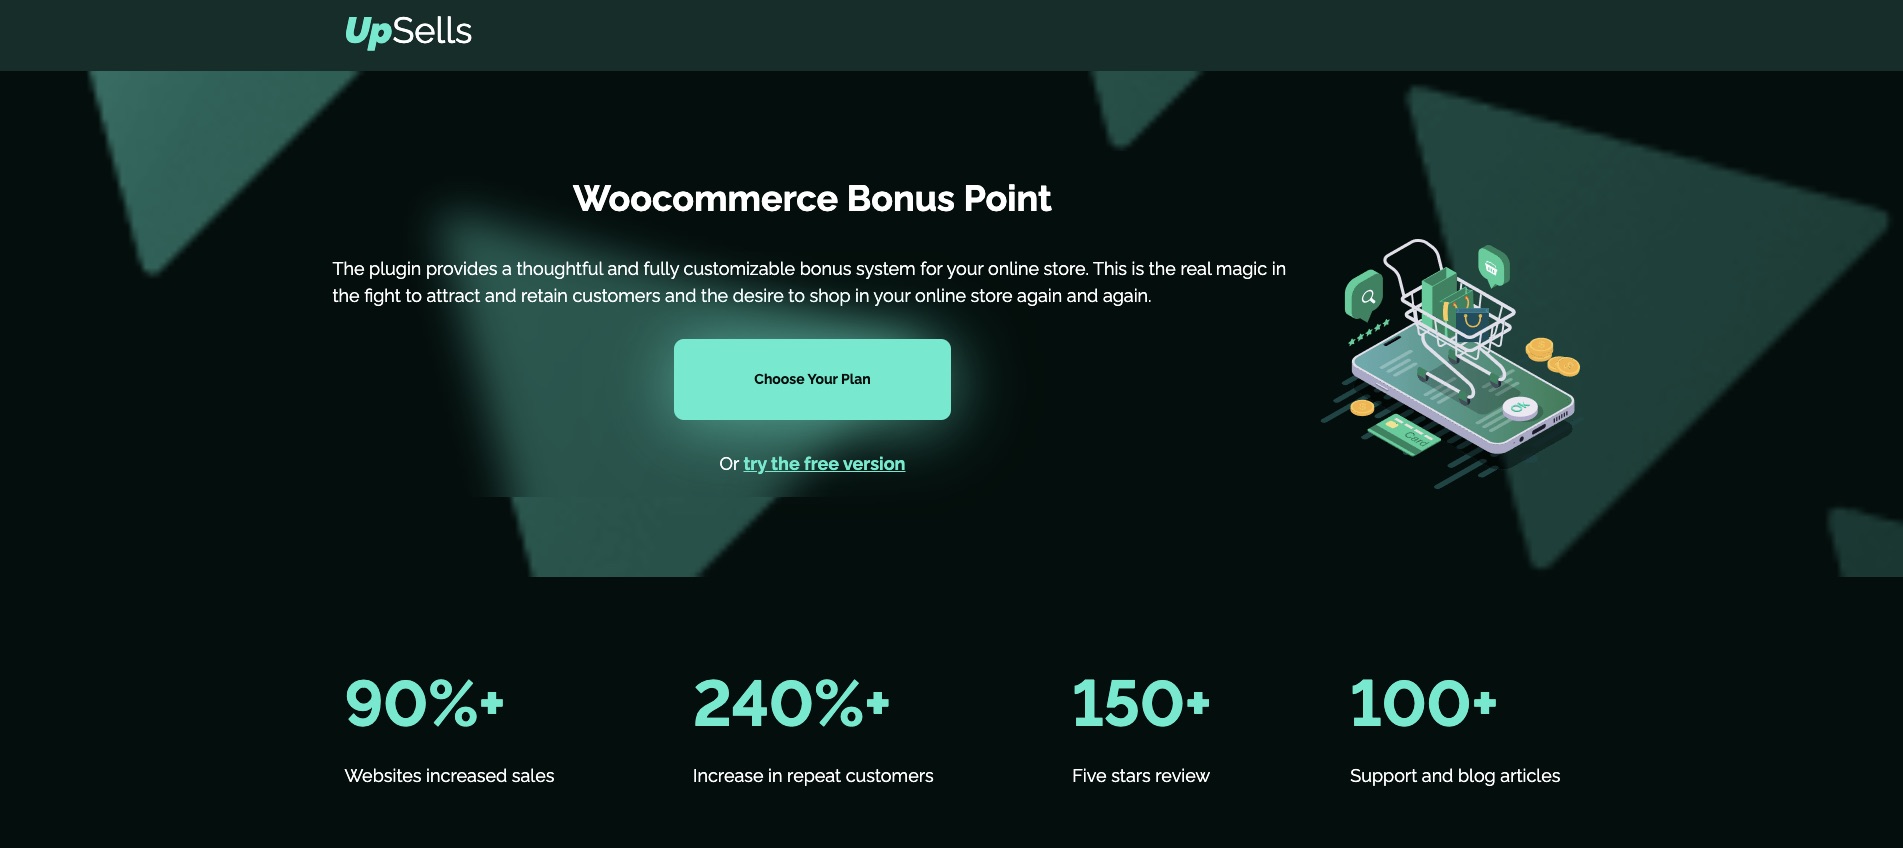 UpSells
Woocommerce Bonus Point
The plugin provides a thoughtful and fully customizable bonus system for your online store. This is the real magic in
the fight to attract and retain customers and the desire to shop in your online store again and again.
Choose Your Plan
Or try the free version
OK
Card
90%+
240%+
150+
100+
Websites increased sales
Increase in repeat customers
Five stars review
Support and blog articles